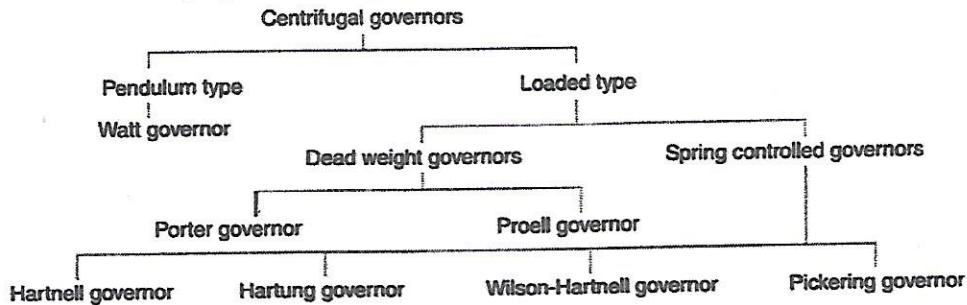 Centrifugal governors
Pendulum type
Loaded type
Watt governor
Dead weight governors
Spring controlled governors
Porter governor
Proell governor
Hartnell governor
Hartung governor
Wilson-Hartnell governor
Pickering governor